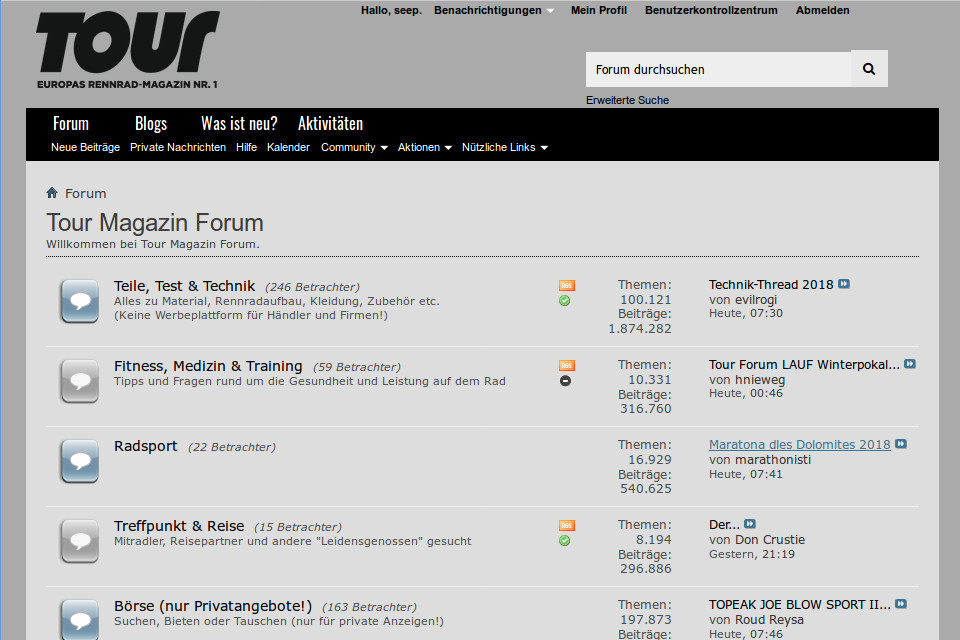 TOUR
EUROPAS RENNRAD-MAGAZIN NR. 1
Hallo, seep. Benachrichtigungen Mein Profil Benutzerkontrollzentrum Abmelden
Forum durchsuchen
Erweiterte Suche
Forum Blogs Was ist neu? Aktivitäten
Neue Beiträge Private Nachrichten Hilfe Kalender Community Aktionen Nützliche Links
Forum
Tour Magazin Forum
Willkommen bei Tour Magazin Forum.
Teile, Test & Technik (246 Betrachter)
Alles zu Material, Rennradaufbau, Kleidung, Zubehör etc.
(Keine Werbeplattform für Händler und Firmen!)
RSS
Themen:
100.121
Beiträge:
1.874.282
Technik-Thread 2018
von evilrogi
Heute, 07:30
Fitness, Medizin & Training (59 Betrachter)
Tipps und Fragen rund um die Gesundheit und Leistung auf dem Rad
RSS
Themen:
10.331
Beiträge:
316.760
Tour Forum LAUF Winterpokal...
von hnieweg
Heute, 00:46
Radsport (22 Betrachter)
Themen:
16.929
Beiträge:
540.625
Maratona dles Dolomites 2018
von marathonisti
Heute, 07:41
Treffpunkt & Reise (15 Betrachter)
Mitradler, Reisepartner und andere "Leidensgenossen" gesucht
RSS
Themen:
8.194
Beiträge:
296.886
Der...
von Don Crustie
Gestern, 21:19
Börse (nur Privatangebote!) (163 Betrachter)
Suchen, Bieten oder Tauschen (nur für private Anzeigen!)
Themen:
197.873
Beiträge:
TOPEAK JOE BLOW SPORT II...
von Roud Reysa
Heute, 07:46